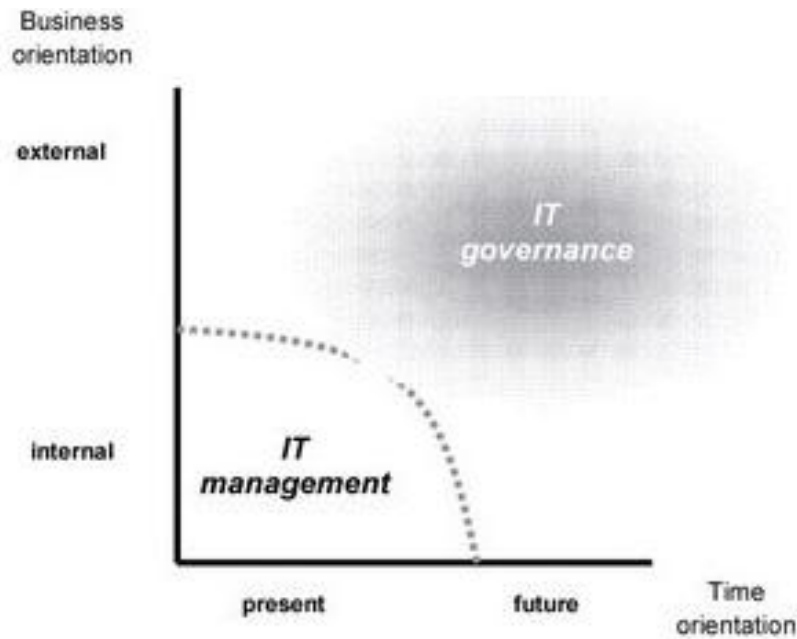 Business
orientation
external
IT
governance
internal
IT
management
present
future
Time
orientation